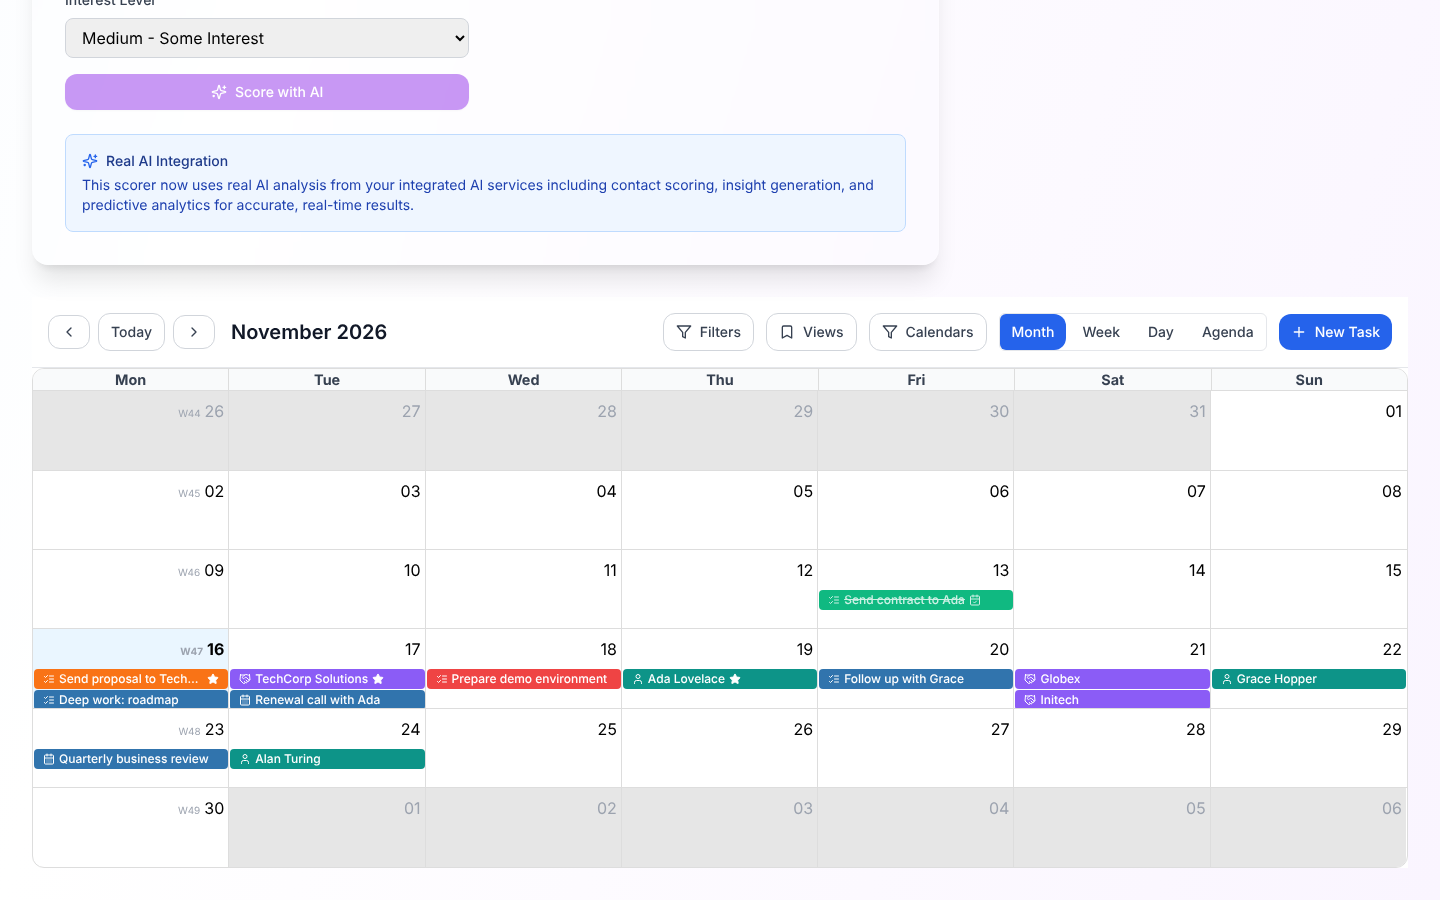 Interest Level
Medium - Some Interest
Score with AI
Real AI Integration
This scorer now uses real AI analysis from your integrated AI services including contact scoring, insight generation, and
predictive analytics for accurate, real-time results.
Today
November 2026
Filters
Views
Calendars
Month
Week
Day
Agenda
New Task
Mon Tue Wed Thu Fri Sat Sun
W44 26 27 28 29 30 31 01
W45 02 03 04 05 06 07 08
W46 09 10 11 12 13 14 15
Send contract to Ada
W47 16 17 18 19 20 21 22
Send proposal to Tech... TechCorp Solutions Prepare demo environment Ada Lovelace Follow up with Grace Globex Grace Hopper
Deep work: roadmap Renewal call with Ada Initech
W48 23 24 25 26 27 28 29
Quarterly business review Alan Turing
W49 30 01 02 03 04 05 06